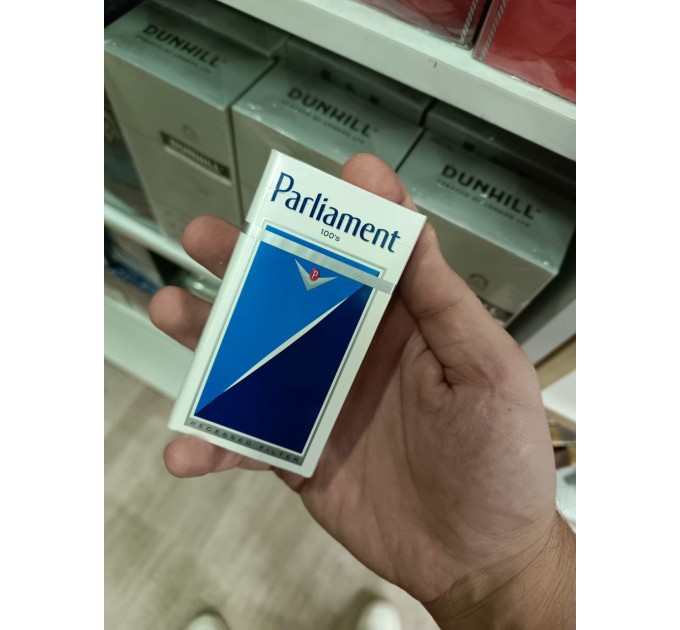 DUNHILL
DUNHILL
DUNHILL
DUNHILL
Parliament
100's
P
RECESSED FILTER